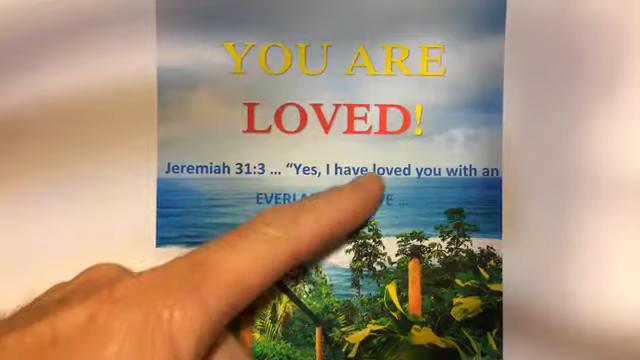 YOU ARE
LOVED!
Jeremiah 31:3 ... “Yes, I have loved you with an
...